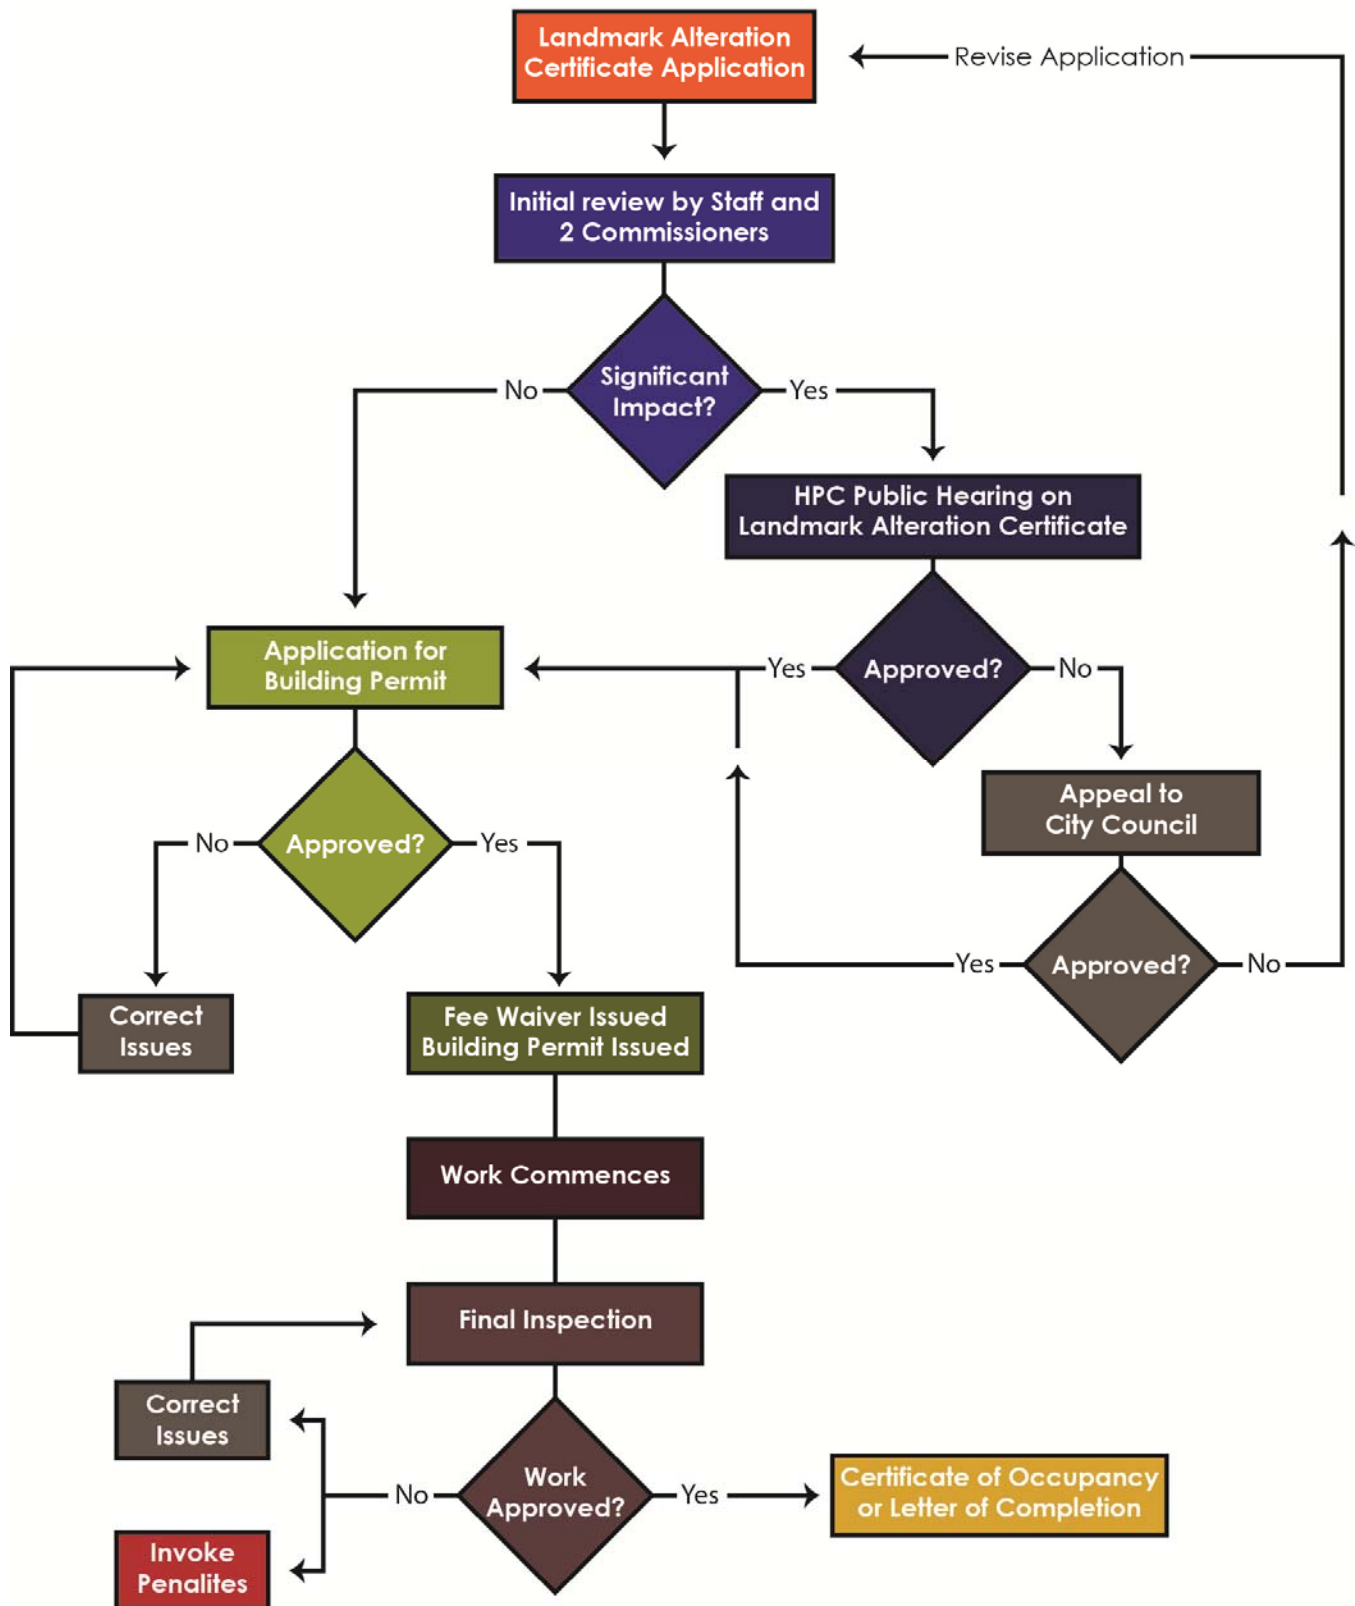 Landmark Alteration
Certificate Application
Revise Application
Initial review by Staff and
2 Commissioners
Significant
Impact?
No
Yes
HPC Public Hearing on
Landmark Alteration Certificate
Application for
Building Permit
Yes
Approved?
No
Appeal to
City Council
No
Approved?
Yes
Yes
Approved?
No
Correct
Issues
Fee Waiver Issued
Building Permit Issued
Work Commences
Final Inspection
Correct
Issues
No
Work
Approved?
Yes
Certificate of Occupancy
or Letter of Completion
Invoke
Penalites